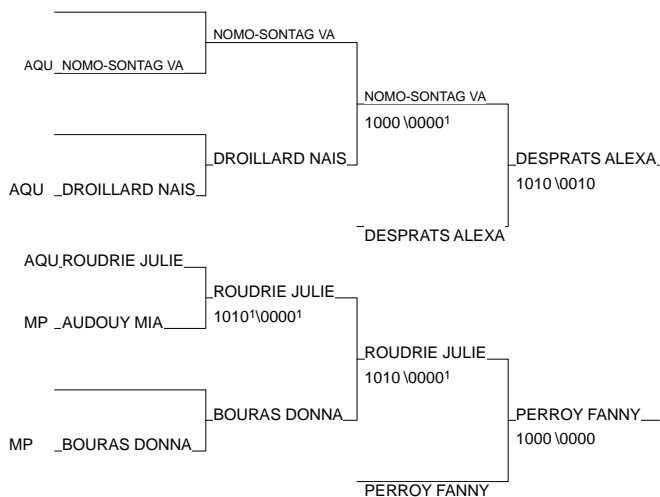 NOMO-SONTAG VA
AQU NOMO-SONTAG VA
NOMO-SONTAG VA
1000 \0000¹
DROILLARD NAIS
DESPRATS ALEXA
1010 \0010
AQU DROILLARD NAIS
DESPRATS ALEXA
AQU ROUDRIE JULIE
ROUDRIE JULIE
1010¹\0000¹
MP AUDOUY MIA
ROUDRIE JULIE
1010 \0000¹
BOURAS DONNA
PERROY FANNY
1000 \0000
MP BOURAS DONNA
PERROY FANNY